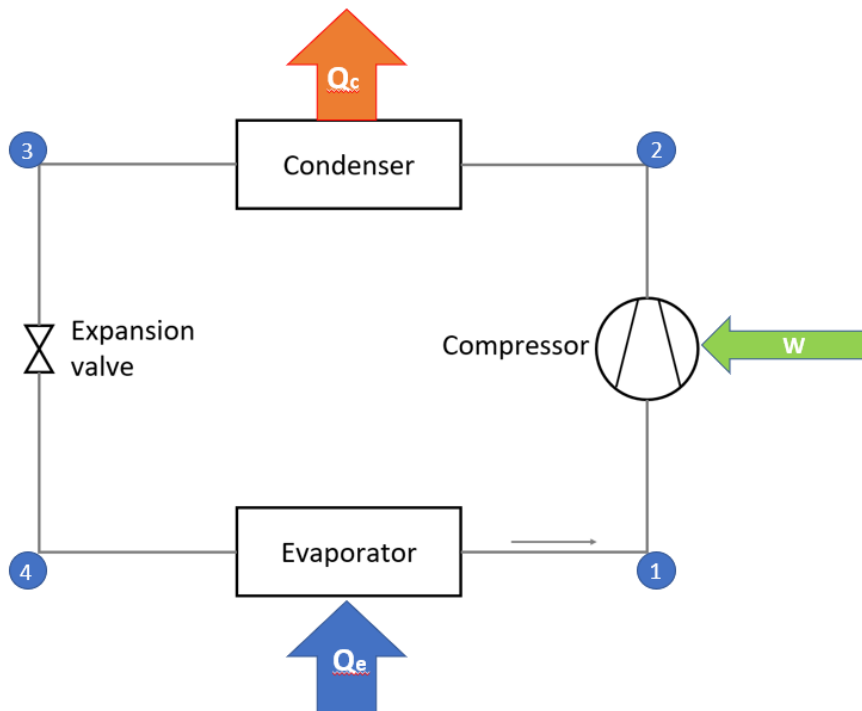 Qc
3
2
Condenser
Expansion
valve
Compressor
W
Evaporator
4
1
Qe